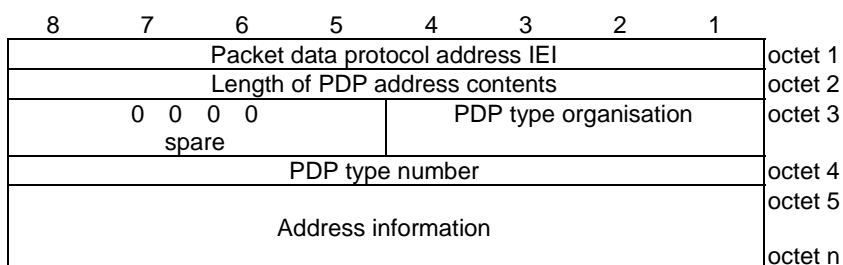 8 7 6 5 4 3 2 1
Packet data protocol address IEI octet 1
Length of PDP address contents octet 2
0 0 0 0 PDP type organisation octet 3
spare
PDP type number octet 4
octet 5
Address information
octet n